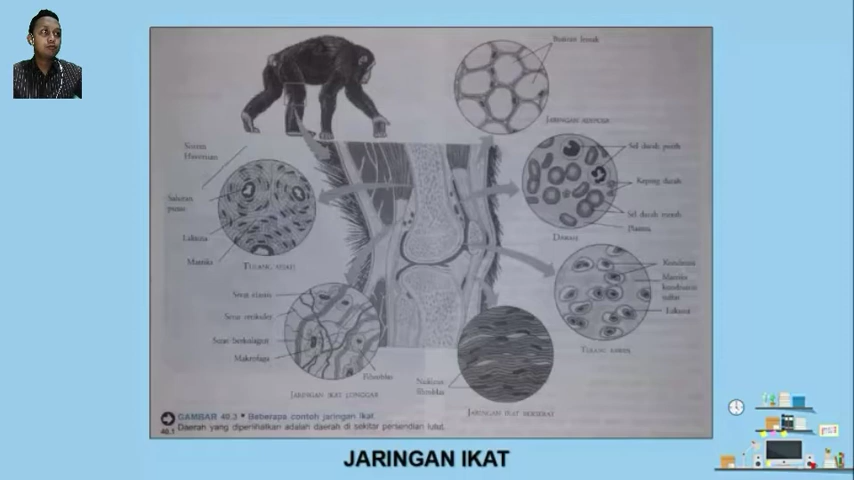 Butiran lemak
JARINGAN ADIPOSA
Sistem
Haversian
Saluran
pusat
Lakuna
Matriks
TULANG SEJATI
Sel darah putih
Keping darah
Sel darah merah
Plasma
DARAH
Kondrosit
Matriks
kondroitin
sulfat
Lakuna
TULANG RAWAN
Serat elastis
Serat retikuler
Serat berkolagen
Makrofaga
Fibroblas
JARINGAN IKAT LONGGAR
Nukleus
fibroblas
JARINGAN IKAT BERSERAT
GAMBAR 40.3 • Beberapa contoh jaringan ikat.
40.1 Daerah yang diperlihatkan adalah daerah di sekitar persendian lutut.
JARINGAN IKAT